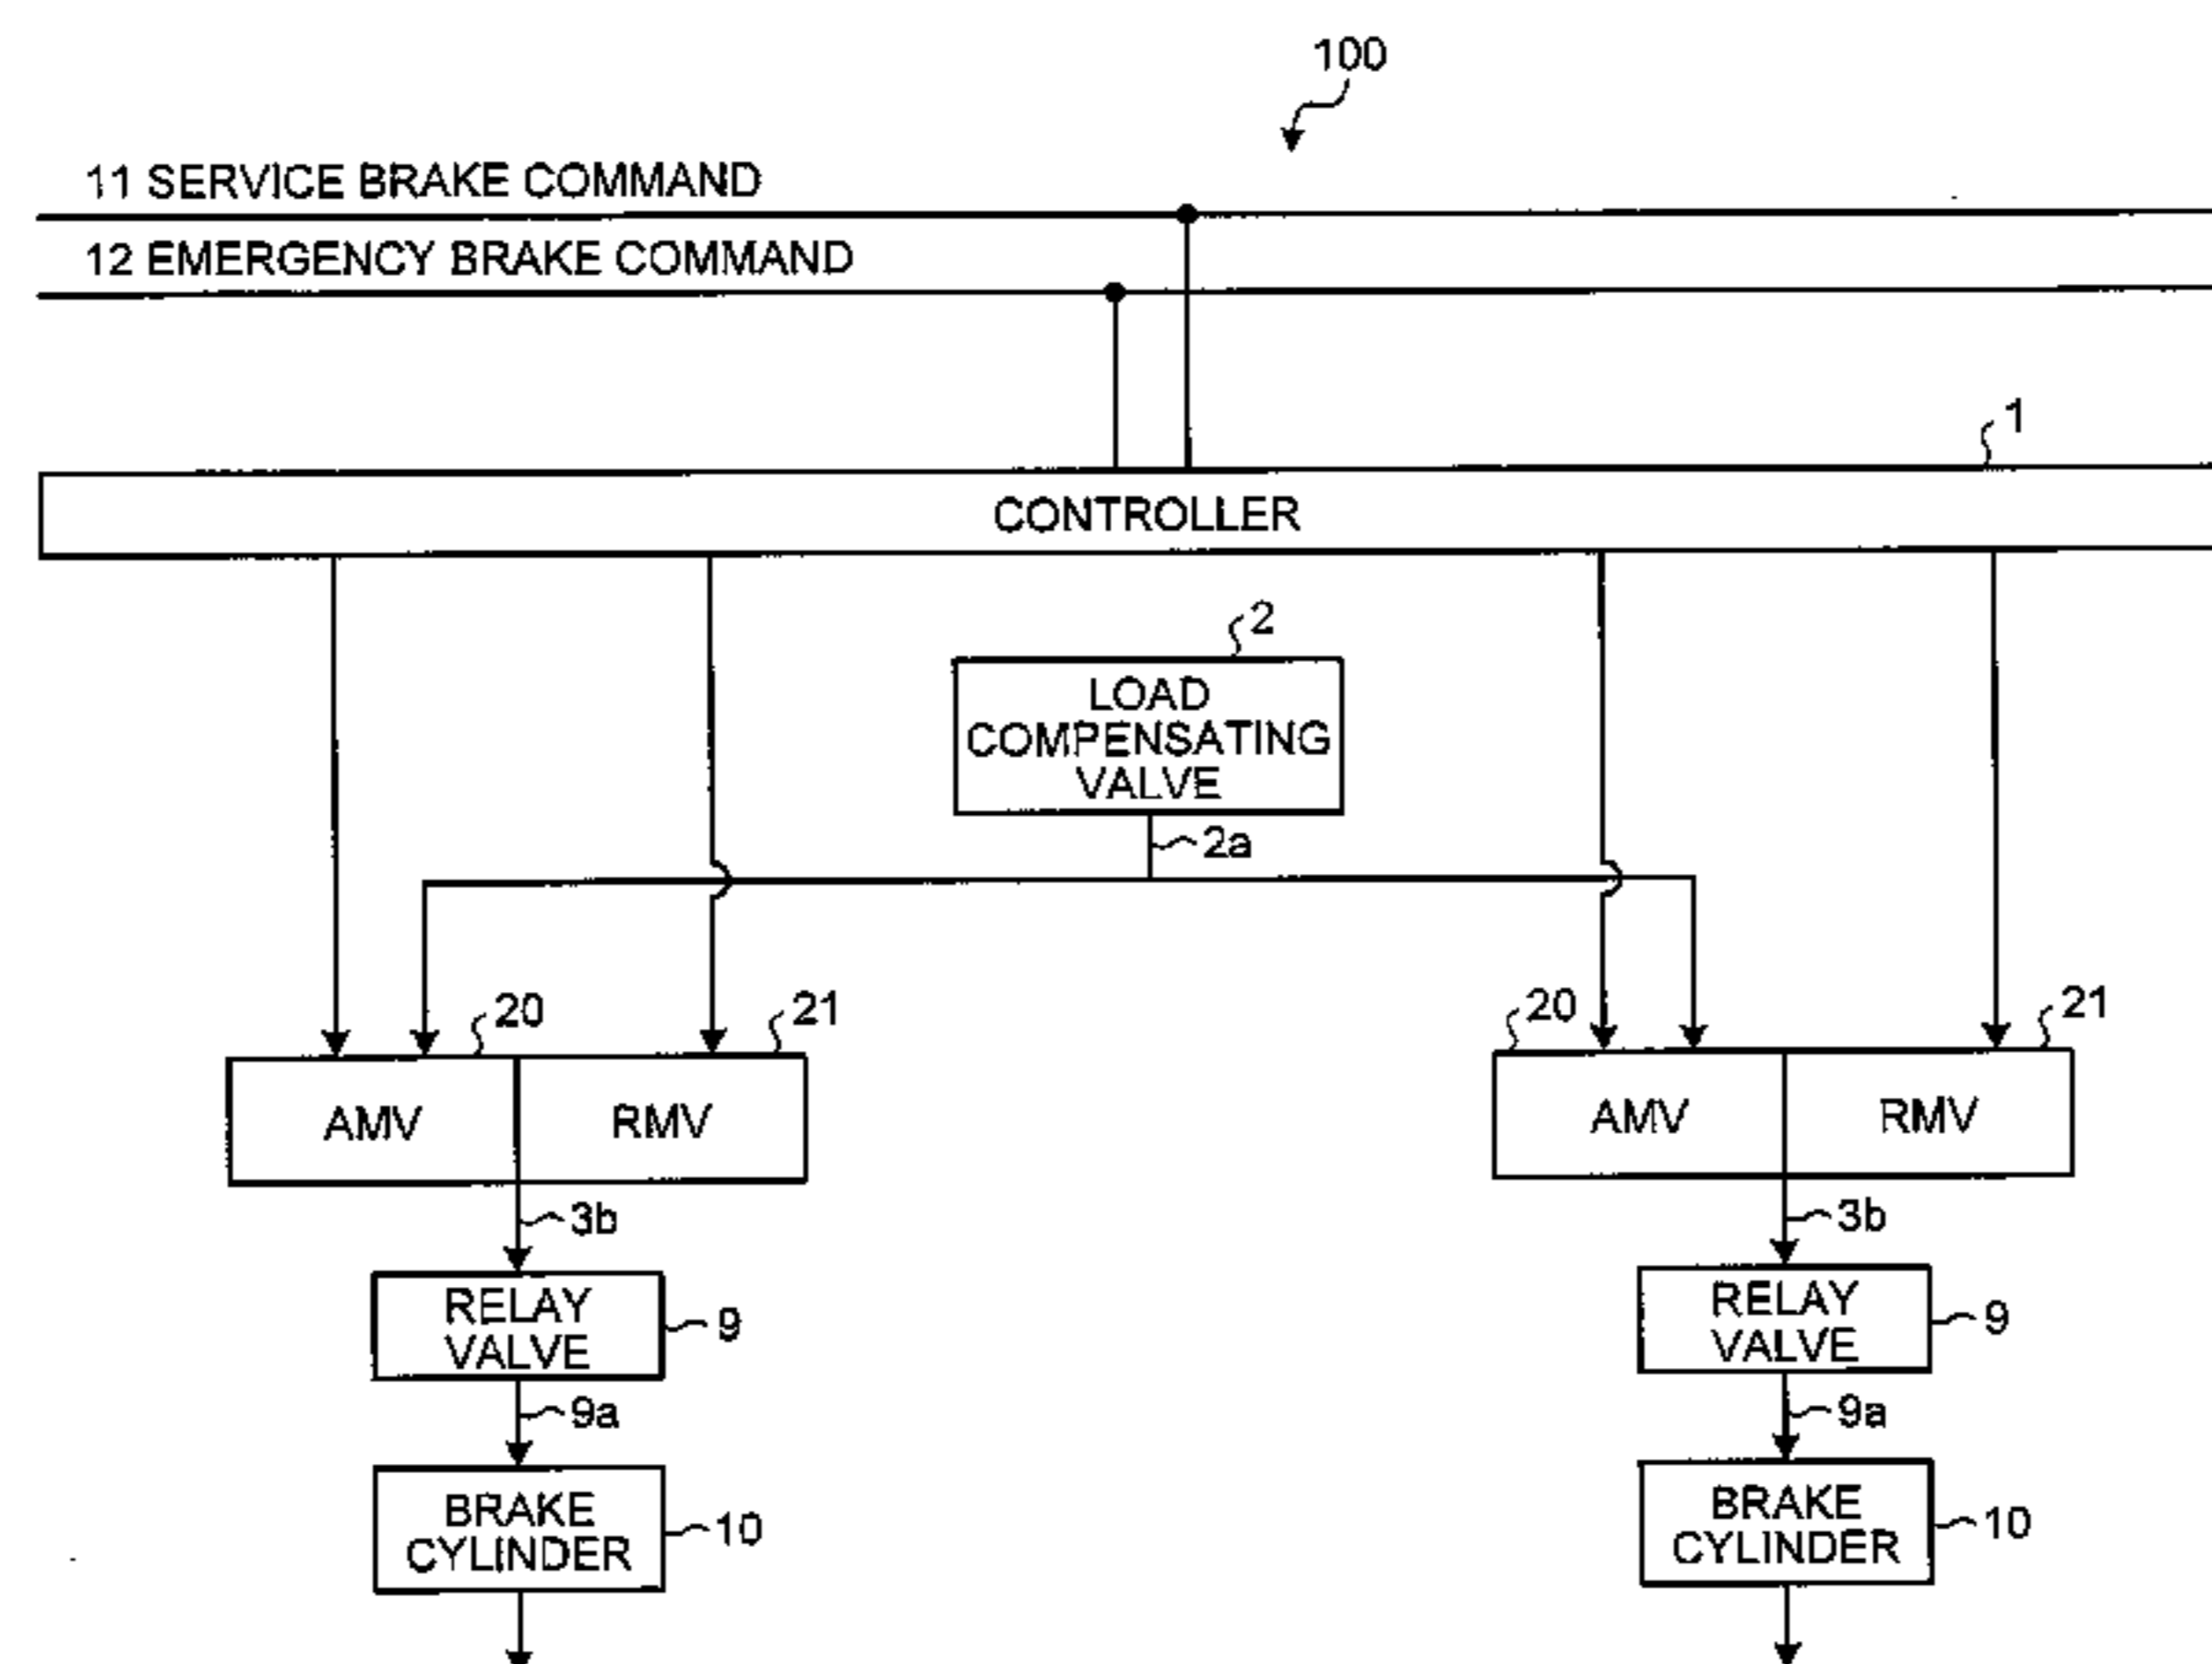 100
11 SERVICE BRAKE COMMAND
12 EMERGENCY BRAKE COMMAND
1
CONTROLLER
2
LOAD
COMPENSATING
VALVE
2a
20
21
20
21
AMV
RMV
AMV
RMV
3b
3b
RELAY
VALVE
9
RELAY
VALVE
9
9a
9a
BRAKE
CYLINDER
10
BRAKE
CYLINDER
10